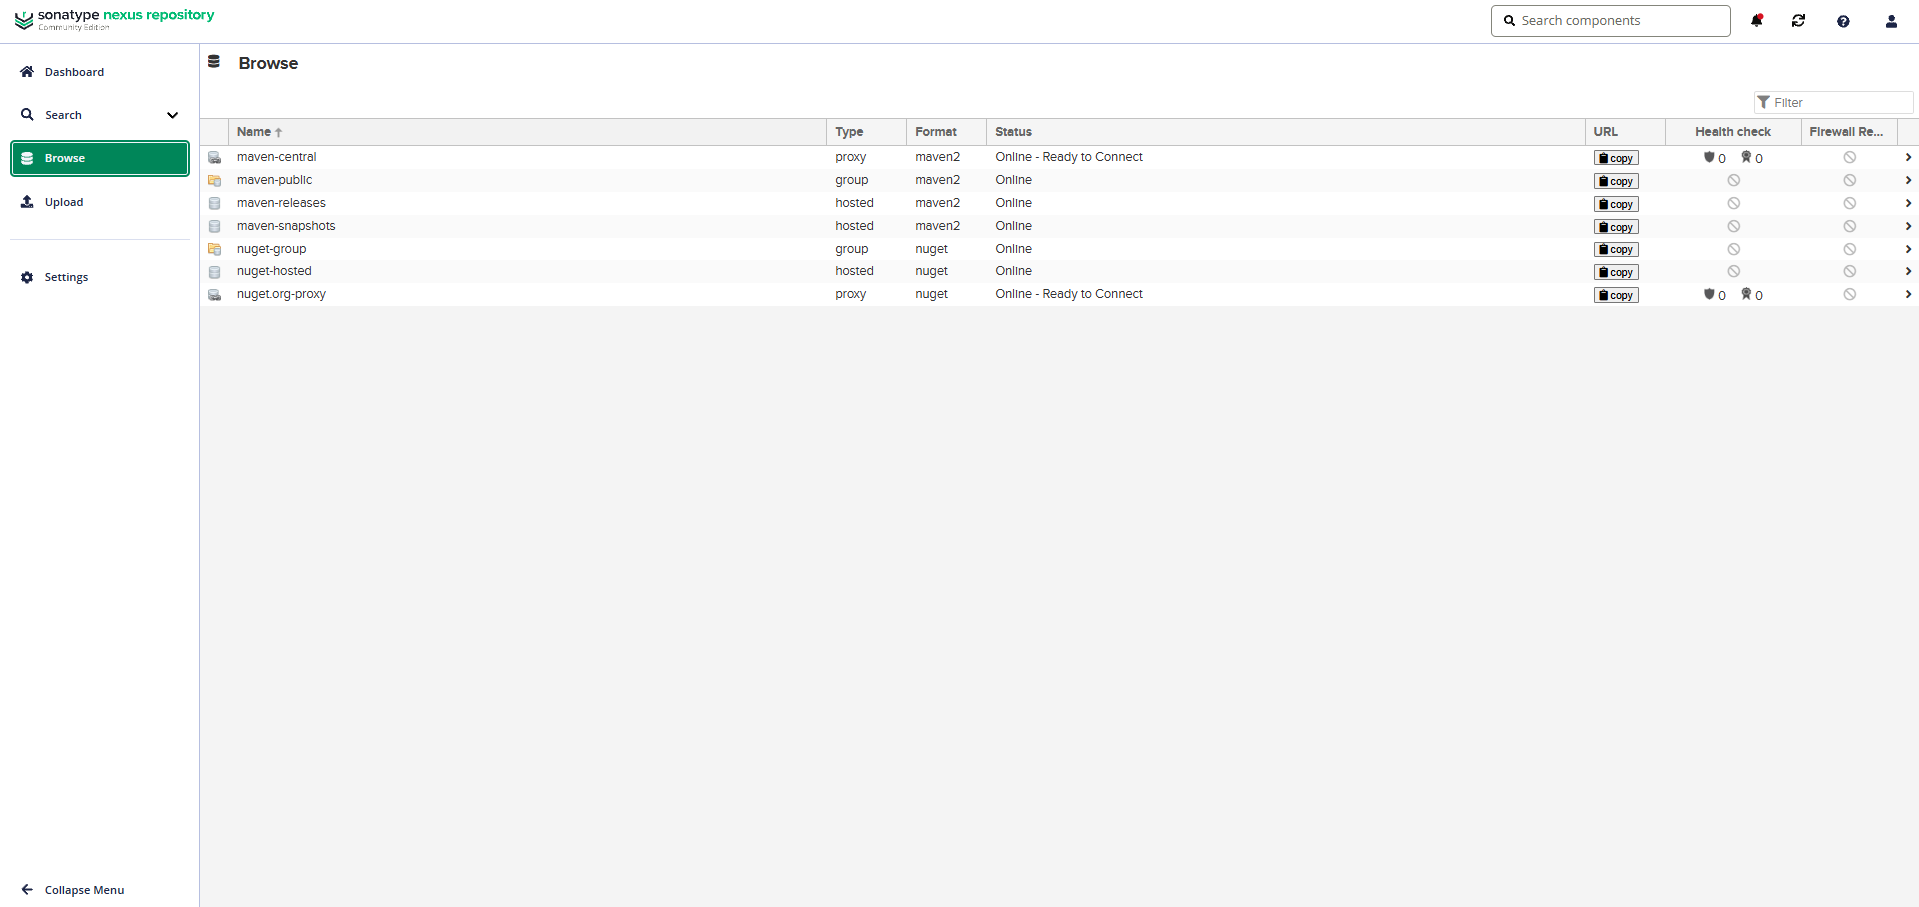 sonatype nexus repository
Community Edition
Search components
Dashboard
Search
Browse
Upload
Settings
Collapse Menu
Browse
Filter
Name Type Format Status URL Health check Firewall Re...
maven-central proxy maven2 Online - Ready to Connect copy 0 0
maven-public group maven2 Online copy
maven-releases hosted maven2 Online copy
maven-snapshots hosted maven2 Online copy
nuget-group group nuget Online copy
nuget-hosted hosted nuget Online copy
nuget.org-proxy proxy nuget Online - Ready to Connect copy 0 0